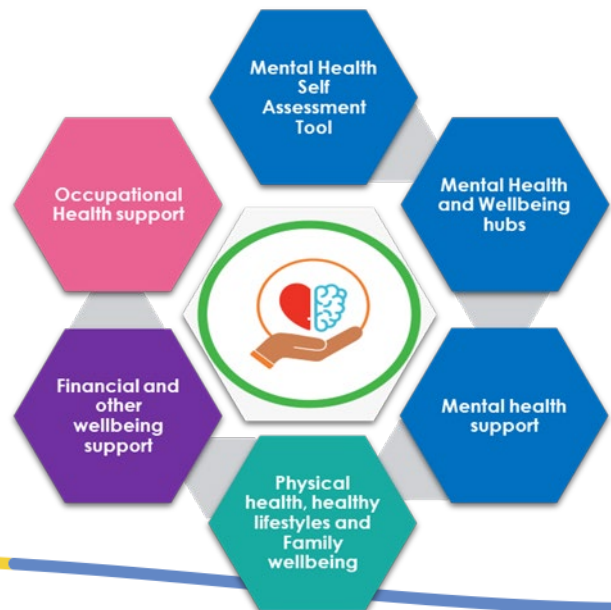 Mental Health
Self
Assessment
Tool
Mental Health
and Wellbeing
hubs
Mental health
support
Physical
health, healthy
lifestyles and
Family
wellbeing
Financial and
other
wellbeing
support
Occupational
Health support